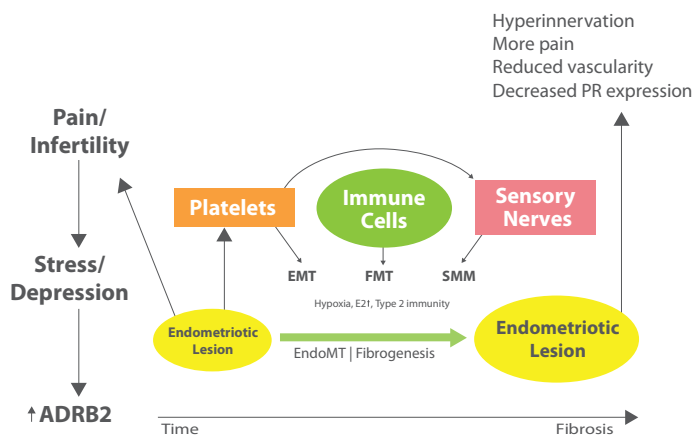 Hyperinnervation
More pain
Reduced vascularity
Decreased PR expression
Pain/
Infertility
Platelets
Immune
Cells
Sensory
Nerves
Stress/
Depression
EMT
FMT
SMM
Hypoxia, E2↑, Type 2 immunity
Endometriotic
Lesion
EndoMT | Fibrogenesis
Endometriotic
Lesion
↑ADRB2
Time
Fibrosis